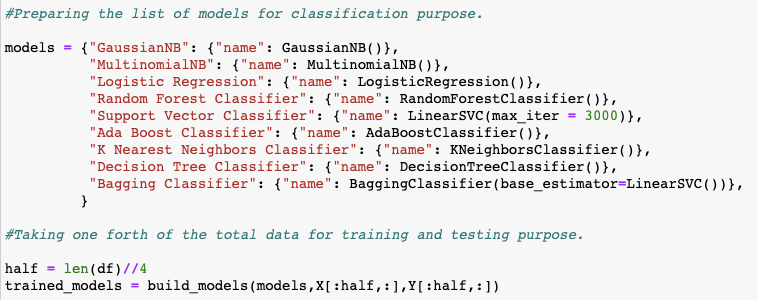 #Preparing the list of models for classification purpose.
models = {"GaussianNB": {"name": GaussianNB()},
"MultinomialNB": {"name": MultinomialNB()},
"Logistic Regression": {"name": LogisticRegression()},
"Random Forest Classifier": {"name": RandomForestClassifier()},
"Support Vector Classifier": {"name": LinearSVC(max_iter = 3000)},
"Ada Boost Classifier": {"name": AdaBoostClassifier()},
"K Nearest Neighbors Classifier": {"name": KNeighborsClassifier()},
"Decision Tree Classifier": {"name": DecisionTreeClassifier()},
"Bagging Classifier": {"name": BaggingClassifier(base_estimator=LinearSVC())},
}
#Taking one forth of the total data for training and testing purpose.
half = len(df)//4
trained_models = build_models(models,X[:half,:],Y[:half,:])